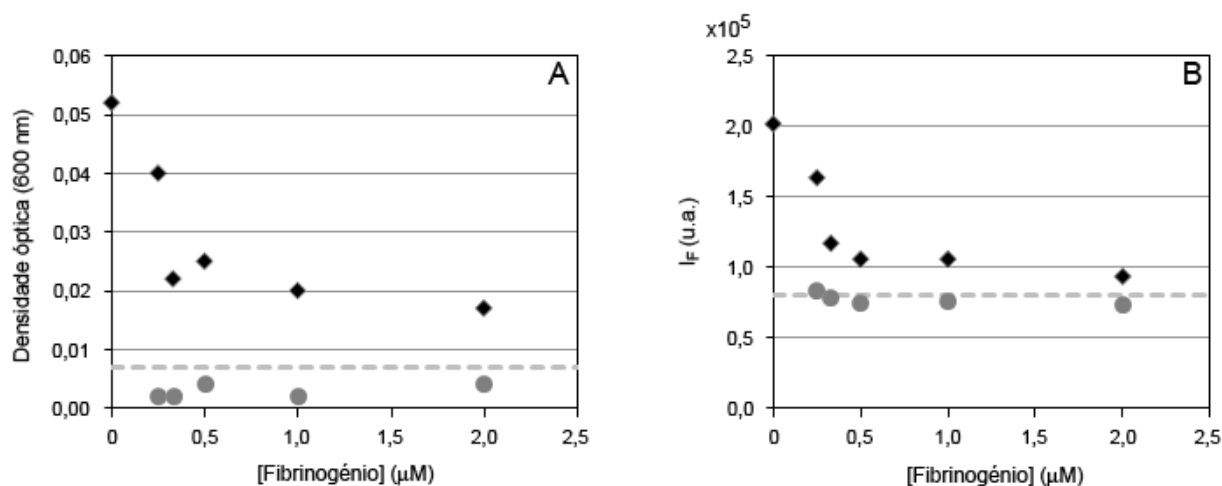 A
Densidade óptica (600 nm)
0,06
0,05
0,04
0,03
0,02
0,01
0,00
0 0,5 1,0 1,5 2,0 2,5
[Fibrinogénio] (μM)
x10⁵
B
I_F (u.a.)
2,5
2,0
1,5
1,0
0,5
0,0
0 0,5 1,0 1,5 2,0 2,5
[Fibrinogénio] (μM)